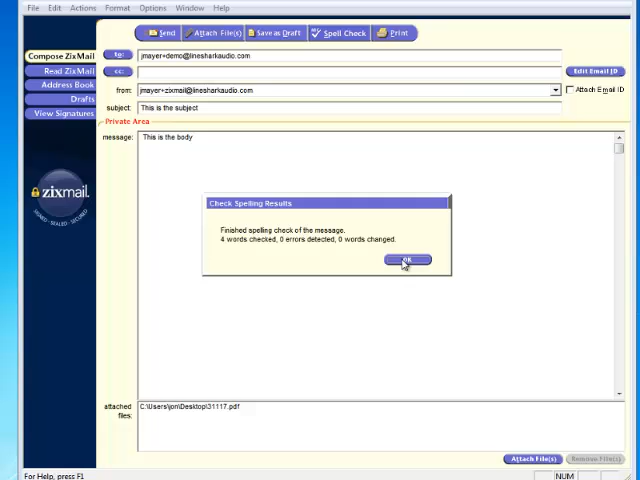 File Edit Actions Format Options Window Help
Send Attach File(s) Save as Draft Spell Check Print
Compose ZixMail
Read ZixMail
Address Book
Drafts
View Signatures
to: jmayer+demo@linesharkaudio.com
cc: Edit Email ID
from: jmayer+zixmail@linesharkaudio.com Attach Email ID
subject: This is the subject
Private Area
message: This is the body
zixmail.
SIGNED • SEALED • SECURED
Check Spelling Results
Finished spelling check of the message.
4 words checked, 0 errors detected, 0 words changed.
OK
attached files: C:\Users\jon\Desktop\31117.pdf
Attach File(s) Remove File(s)
For Help, press F1 NUM